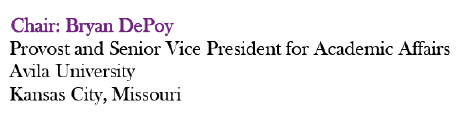 Chair: Bryan DePoy
Provost and Senior Vice President for Academic Affairs
Avila University
Kansas City, Missouri